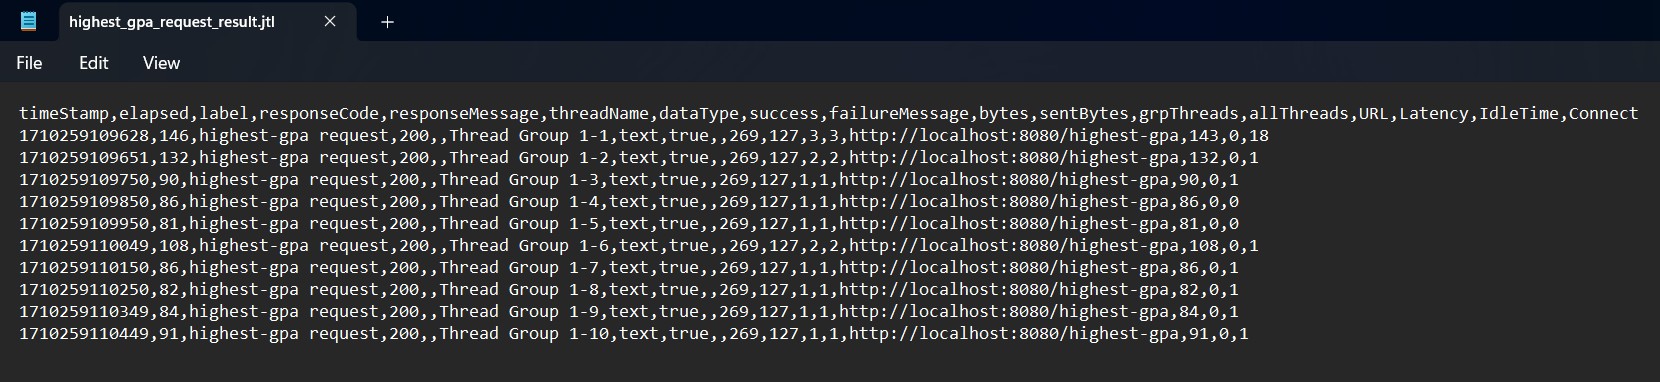 highest_gpa_request_result.jtl
File Edit View
timeStamp,elapsed,label,responseCode,responseMessage,threadName,dataType,success,failureMessage,bytes,sentBytes,grpThreads,allThreads,URL,Latency,IdleTime,Connect
1710259109628,146,highest-gpa request,200,,Thread Group 1-1,text,true,,269,127,3,3,http://localhost:8080/highest-gpa,143,0,18
1710259109651,132,highest-gpa request,200,,Thread Group 1-2,text,true,,269,127,2,2,http://localhost:8080/highest-gpa,132,0,1
1710259109750,90,highest-gpa request,200,,Thread Group 1-3,text,true,,269,127,1,1,http://localhost:8080/highest-gpa,90,0,1
1710259109850,86,highest-gpa request,200,,Thread Group 1-4,text,true,,269,127,1,1,http://localhost:8080/highest-gpa,86,0,0
1710259109950,81,highest-gpa request,200,,Thread Group 1-5,text,true,,269,127,1,1,http://localhost:8080/highest-gpa,81,0,0
1710259110049,108,highest-gpa request,200,,Thread Group 1-6,text,true,,269,127,2,2,http://localhost:8080/highest-gpa,108,0,1
1710259110150,86,highest-gpa request,200,,Thread Group 1-7,text,true,,269,127,1,1,http://localhost:8080/highest-gpa,86,0,1
1710259110250,82,highest-gpa request,200,,Thread Group 1-8,text,true,,269,127,1,1,http://localhost:8080/highest-gpa,82,0,1
1710259110349,84,highest-gpa request,200,,Thread Group 1-9,text,true,,269,127,1,1,http://localhost:8080/highest-gpa,84,0,1
1710259110449,91,highest-gpa request,200,,Thread Group 1-10,text,true,,269,127,1,1,http://localhost:8080/highest-gpa,91,0,1